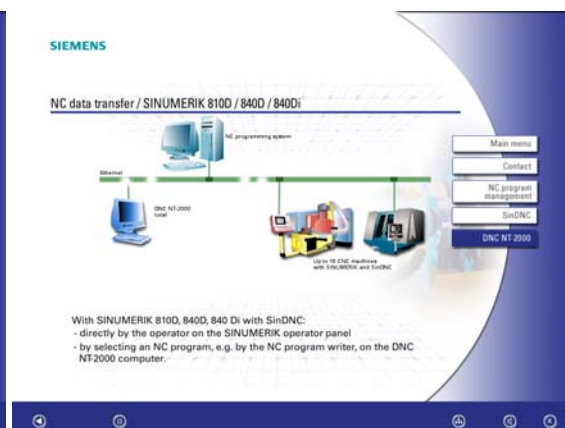 SIEMENS
NC data transfer / SINUMERIK 810D / 840D / 840Di
NC programming system
Ethernet
DNC NT-2000
local
Up to 16 CNC machines
with SINUMERIK and SinDNC
Main menu
Contact
NC program
management
SinDNC
DNC NT-2000
With SINUMERIK 810D, 840D, 840 Di with SinDNC:
- directly by the operator on the SINUMERIK operator panel
- by selecting an NC program, e.g. by the NC program writer, on the DNC
NT-2000 computer.